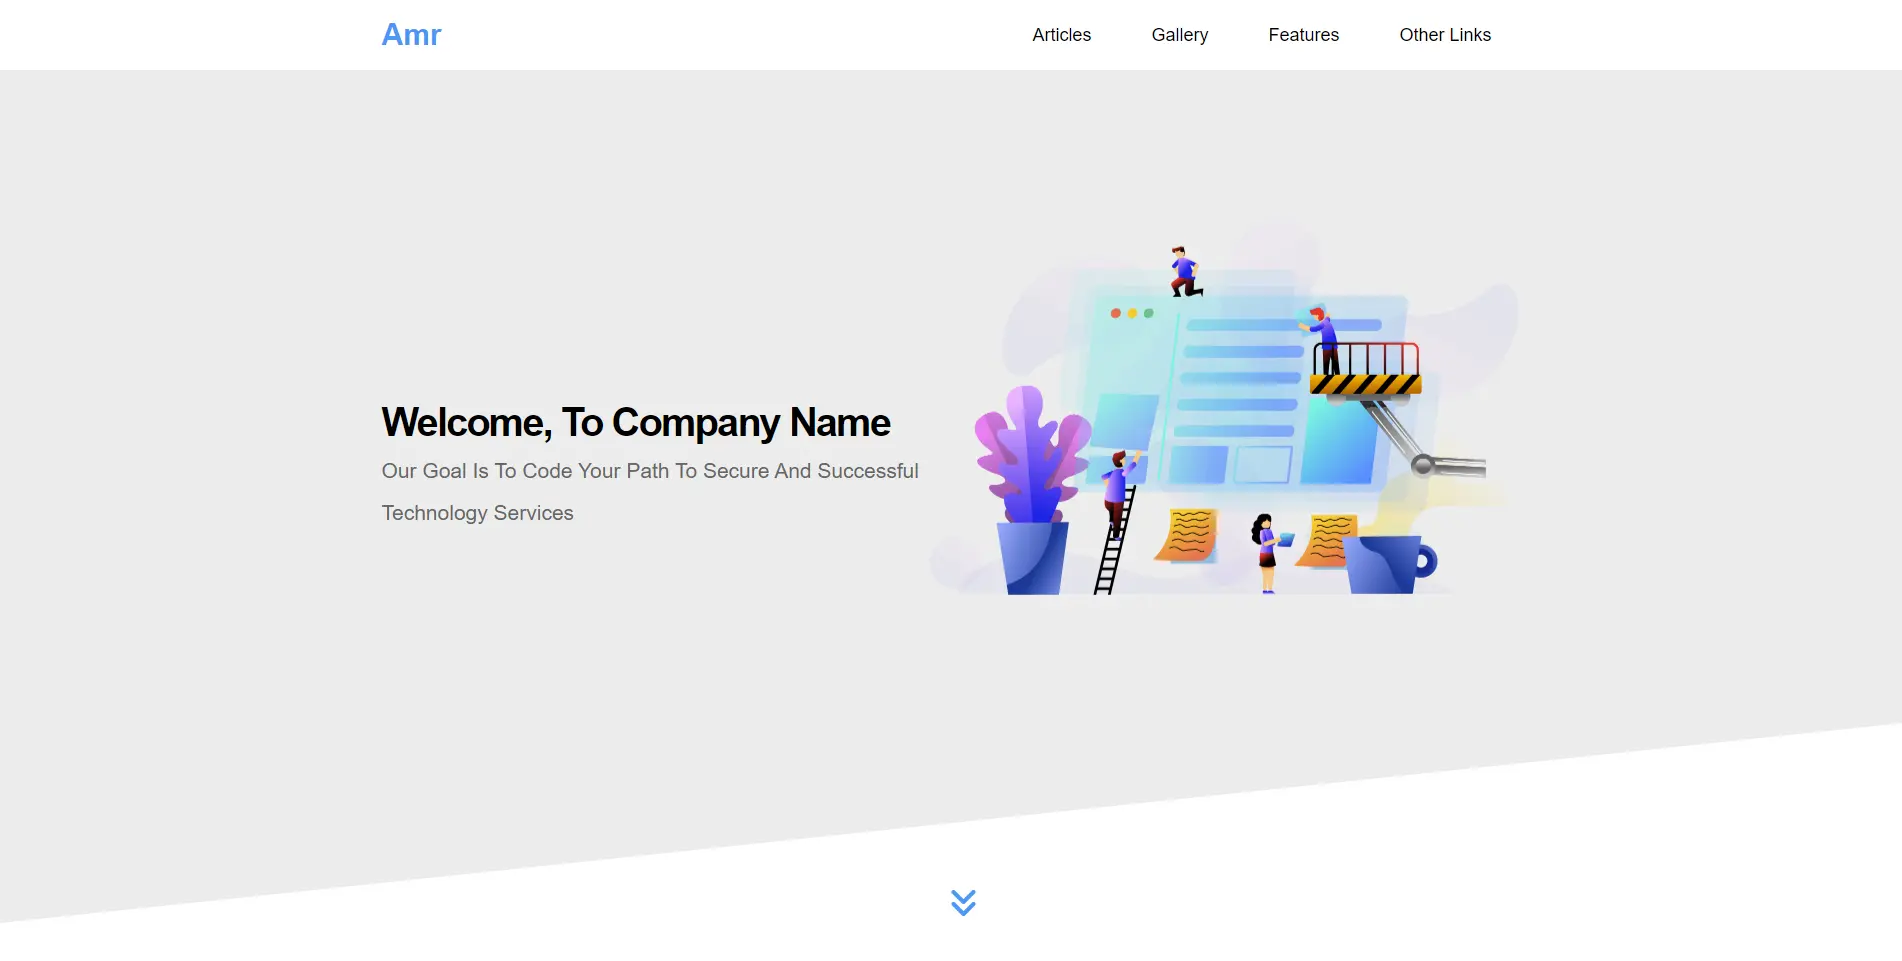 Amr
Articles
Gallery
Features
Other Links
Welcome, To Company Name
Our Goal Is To Code Your Path To Secure And Successful
Technology Services